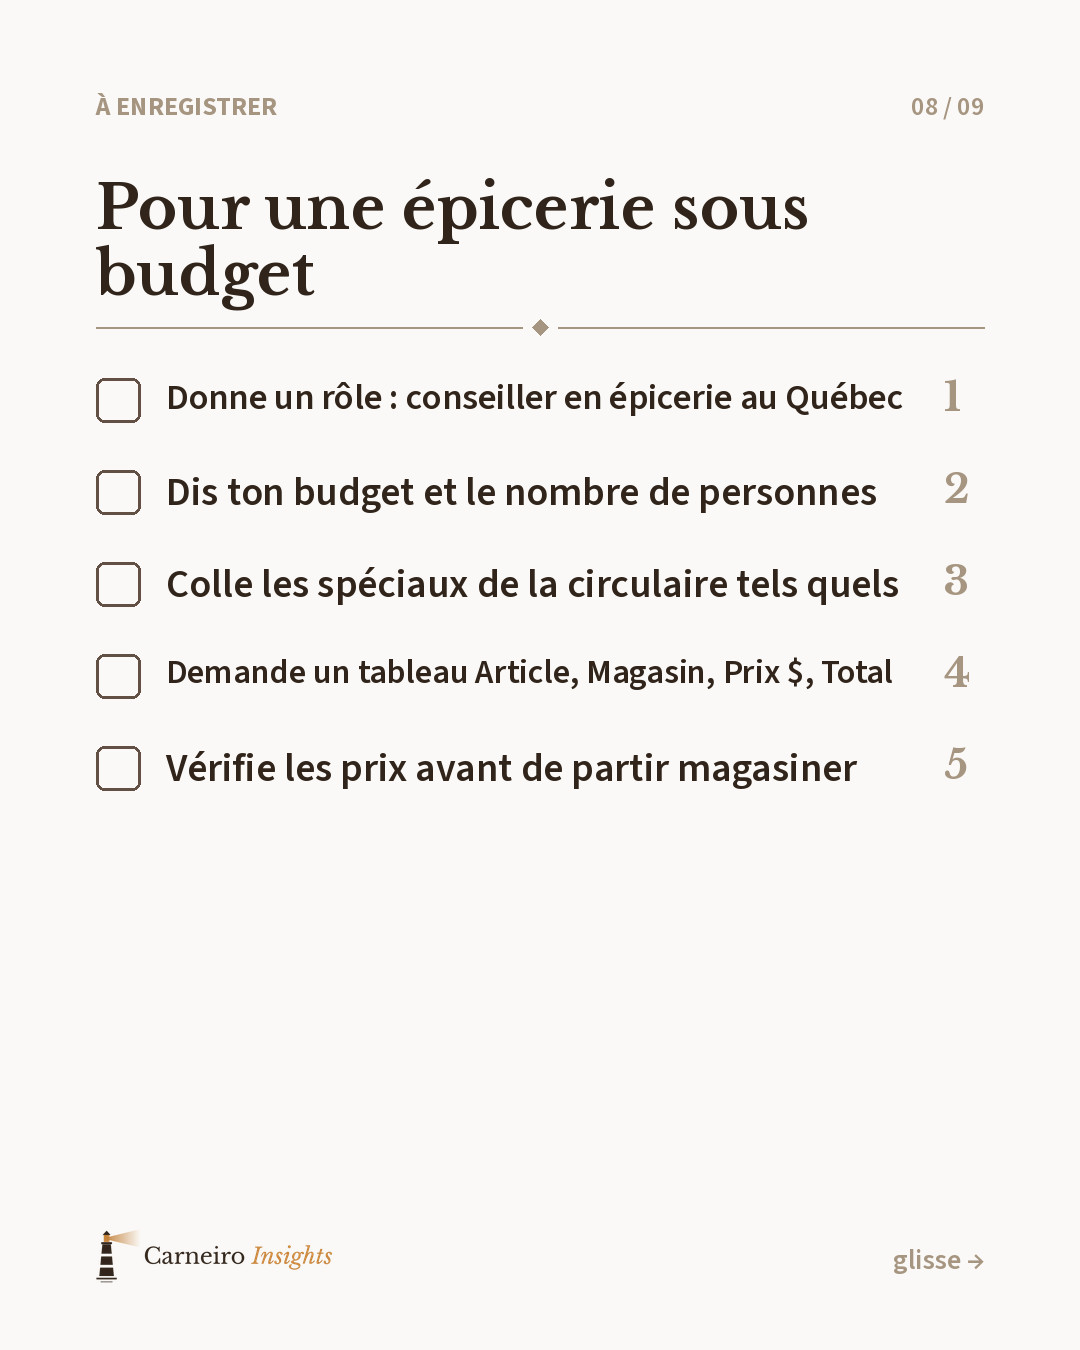 À ENREGISTRER
08 / 09
Pour une épicerie sous
budget
Donne un rôle : conseiller en épicerie au Québec 1
Dis ton budget et le nombre de personnes 2
Colle les spéciaux de la circulaire tels quels 3
Demande un tableau Article, Magasin, Prix $, Total 4
Vérifie les prix avant de partir magasiner 5
Carneiro Insights
glisse →